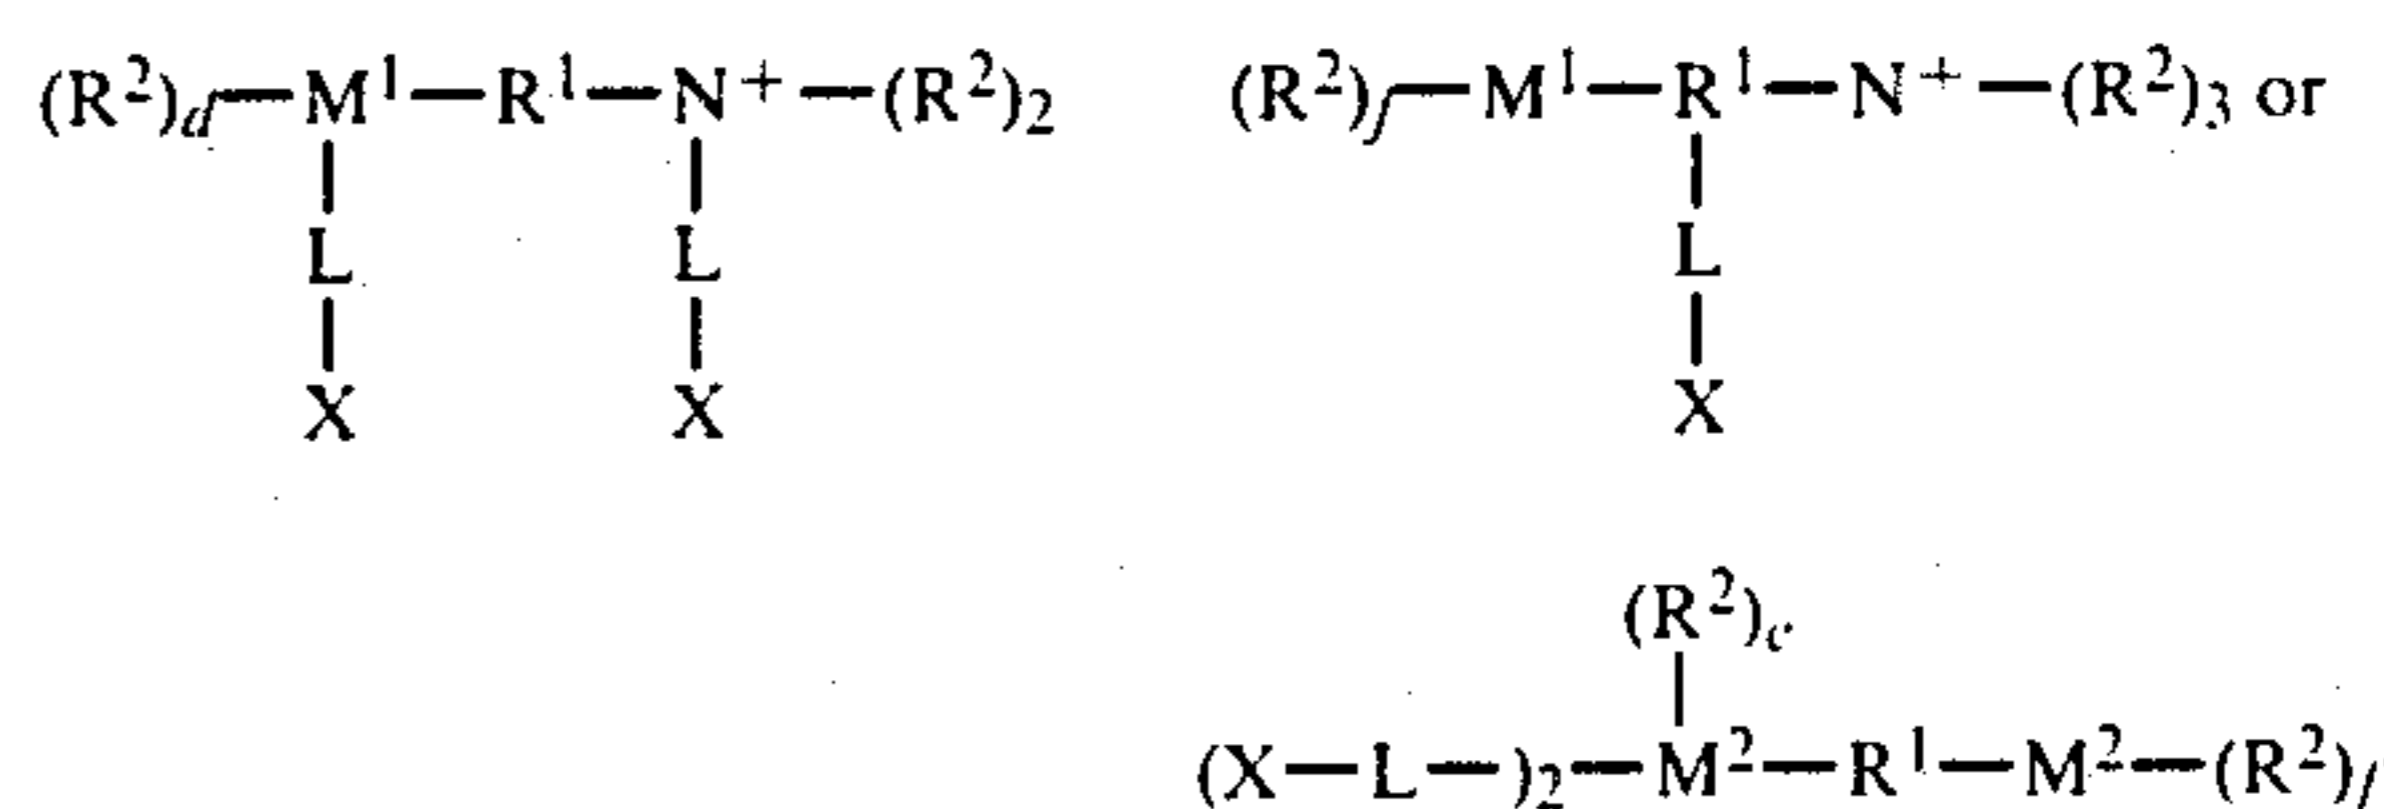 (R²)d—M¹—R¹—N⁺—(R²)₂ (R²)f—M¹—R¹—N⁺—(R²)₃ or
L L L
X X X
(R²)c
(X—L—)₂—M²—R¹—M²—(R²)